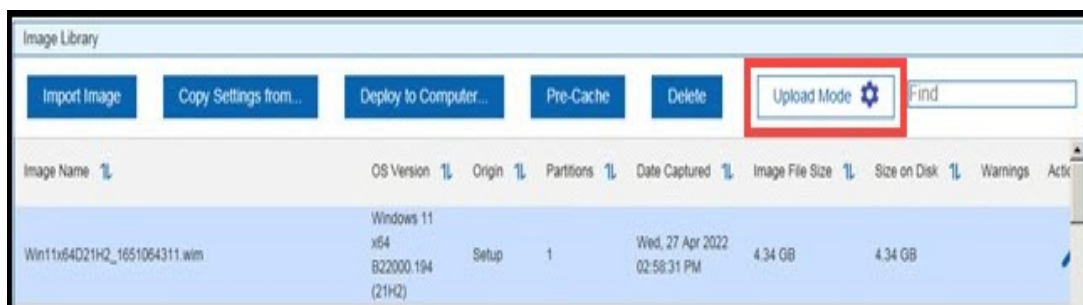 Image Library
Import Image Copy Settings from... Deploy to Computer... Pre-Cache Delete Upload Mode Find
Image Name OS Version Origin Partitions Date Captured Image File Size Size on Disk Warnings Actio
Win11x64D21H2_1651064311.wim Windows 11 x64 B22000.194 (21H2) Setup 1 Wed, 27 Apr 2022 02:58:31 PM 4.34 GB 4.34 GB